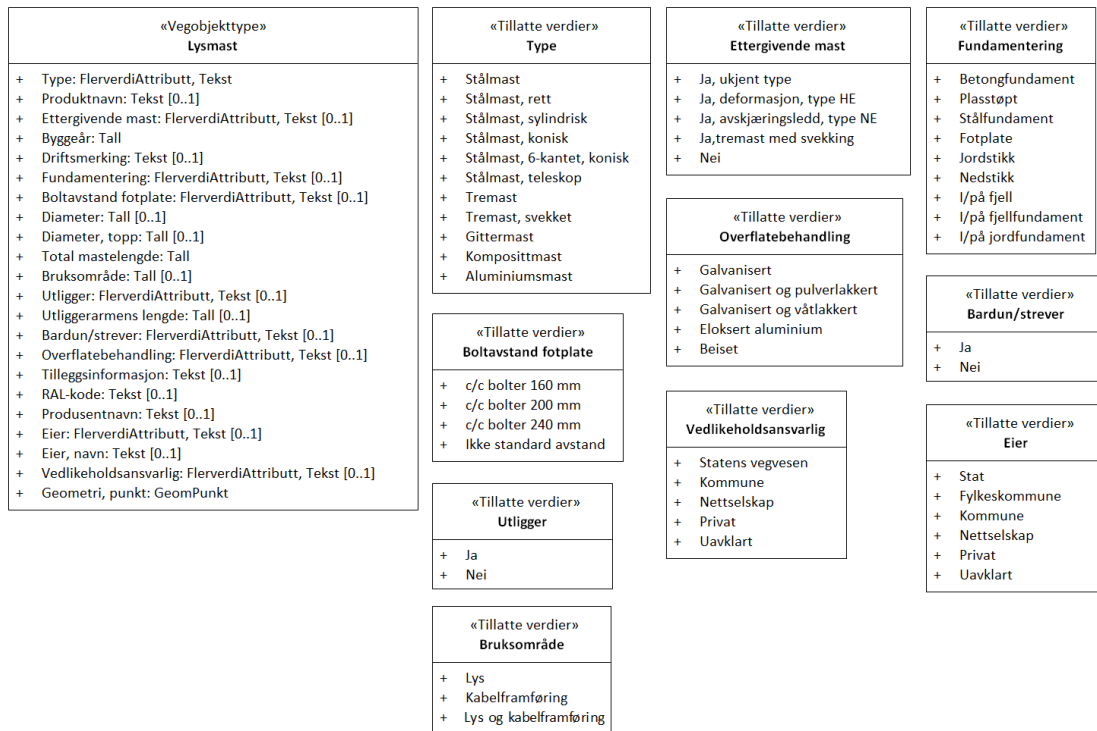 «Vegobjekttype»
Lysmast
+ Type: FlerverdiAttributt, Tekst
+ Produktnavn: Tekst [0..1]
+ Ettergivende mast: FlerverdiAttributt, Tekst [0..1]
+ Byggeår: Tall
+ Driftsmerking: Tekst [0..1]
+ Fundamentering: FlerverdiAttributt, Tekst [0..1]
+ Boltavstand fotplate: FlerverdiAttributt, Tekst [0..1]
+ Diameter: Tall [0..1]
+ Diameter, topp: Tall [0..1]
+ Total mastelengde: Tall
+ Bruksområde: Tall [0..1]
+ Utligger: FlerverdiAttributt, Tekst [0..1]
+ Utliggerarmens lengde: Tall [0..1]
+ Bardun/strever: FlerverdiAttributt, Tekst [0..1]
+ Overflatebehandling: FlerverdiAttributt, Tekst [0..1]
+ Tilleggsinformasjon: Tekst [0..1]
+ RAL-kode: Tekst [0..1]
+ Produsentnavn: Tekst [0..1]
+ Eier: FlerverdiAttributt, Tekst [0..1]
+ Eier, navn: Tekst [0..1]
+ Vedlikeholdsansvarlig: FlerverdiAttributt, Tekst [0..1]
+ Geometri, punkt: GeomPunkt
«Tillatte verdier»
Type
+ Stålmast
+ Stålmast, rett
+ Stålmast, sylindrisk
+ Stålmast, konisk
+ Stålmast, 6-kantet, konisk
+ Stålmast, teleskop
+ Tremast
+ Tremast, svekket
+ Gittermast
+ Komposittmast
+ Aluminiumsmast
«Tillatte verdier»
Boltavstand fotplate
+ c/c bolter 160 mm
+ c/c bolter 200 mm
+ c/c bolter 240 mm
+ Ikke standard avstand
«Tillatte verdier»
Utligger
+ Ja
+ Nei
«Tillatte verdier»
Bruksområde
+ Lys
+ Kabelframføring
+ Lys og kabelframføring
«Tillatte verdier»
Ettergivende mast
+ Ja, ukjent type
+ Ja, deformasjon, type HE
+ Ja, avskjæringsledd, type NE
+ Ja,tremast med svekking
+ Nei
«Tillatte verdier»
Overflatebehandling
+ Galvanisert
+ Galvanisert og pulverlakkert
+ Galvanisert og våtlakkert
+ Eloksert aluminium
+ Beiset
«Tillatte verdier»
Vedlikeholdsansvarlig
+ Statens vegvesen
+ Kommune
+ Nettselskap
+ Privat
+ Uavklart
«Tillatte verdier»
Fundamentering
+ Betongfundament
+ Plasstøpt
+ Stålfundament
+ Fotplate
+ Jordstikk
+ Nedstikk
+ I/på fjell
+ I/på fjellfundament
+ I/på jordfundament
«Tillatte verdier»
Bardun/strever
+ Ja
+ Nei
«Tillatte verdier»
Eier
+ Stat
+ Fylkeskommune
+ Kommune
+ Nettselskap
+ Privat
+ Uavklart